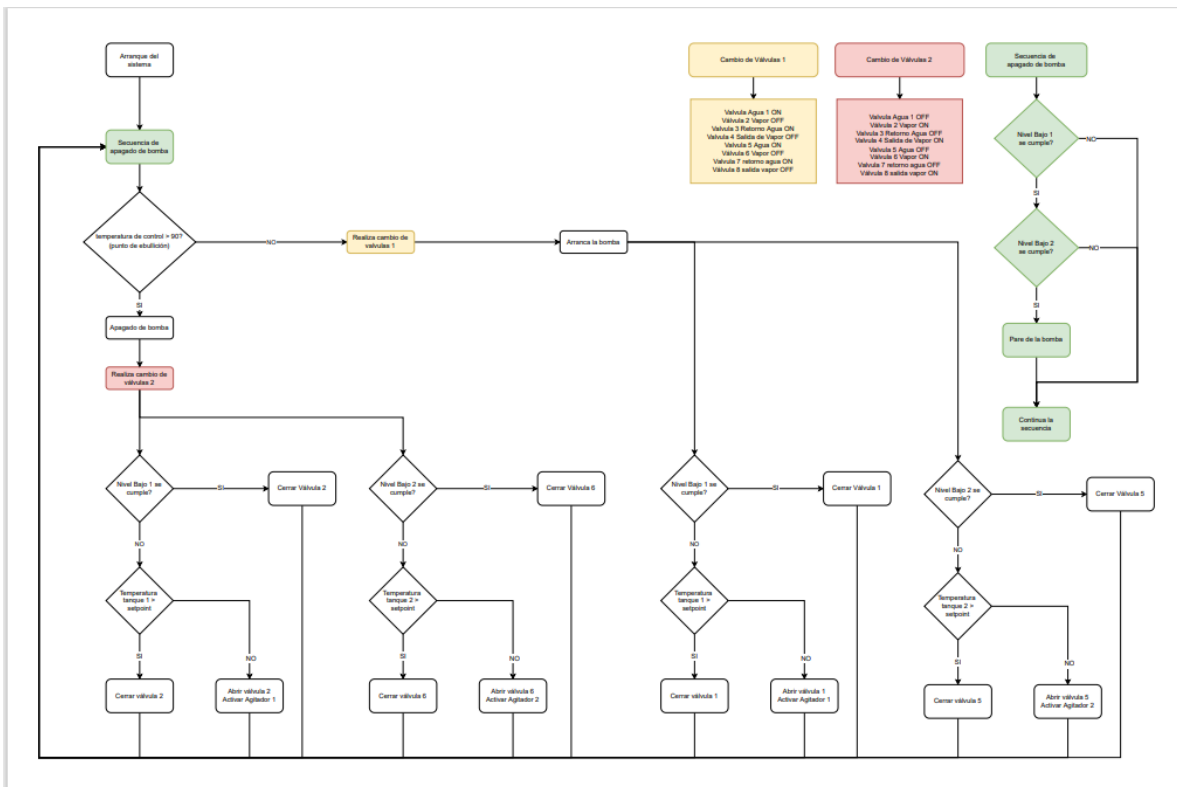 Arranque del
sistema
Secuencia de
apagado de bomba
temperatura de control > 90?
(punto de ebullición)
NO
Realiza cambio de
valvulas 1
Arranca la bomba
SI
Apagado de bomba
Realiza cambio de
válvulas 2
Cambio de Válvulas 1
Valvula Agua 1 ON
Válvula 2 Vapor OFF
Valvula 3 Retorno Agua ON
Valvula 4 Salida de Vapor OFF
Valvula 5 Agua ON
Válvula 6 Vapor OFF
Valvula 7 retorno agua ON
Válvula 8 salida vapor OFF
Cambio de Válvulas 2
Valvula Agua 1 OFF
Válvula 2 Vapor ON
Valvula 3 Retorno Agua OFF
Valvula 4 Salida de Vapor ON
Valvula 5 Agua OFF
Válvula 6 Vapor ON
Valvula 7 retorno agua OFF
Válvula 8 salida vapor ON
Secuencia de
apagado de bomba
Nivel Bajo 1
se cumple?
NO
SI
Nivel Bajo 2
se cumple?
NO
SI
Pare de la bomba
Continua la
secuencia
Nivel Bajo 1 se
cumple?
SI
Cerrar Válvula 2
NO
Temperatura
tanque 1 >
setpoint
SI
NO
Cerrar válvula 2
Abrir válvula 2
Activar Agitador 1
Nivel Bajo 2 se
cumple?
SI
Cerrar Válvula 6
NO
Temperatura
tanque 2 >
setpoint
SI
NO
Cerrar válvula 6
Abrir válvula 6
Activar Agitador 2
Nivel Bajo 1 se
cumple?
SI
Cerrar Válvula 1
NO
Temperatura
tanque 1 >
setpoint
SI
NO
Cerrar válvula 1
Abrir válvula 1
Activar Agitador 1
Nivel Bajo 2 se
cumple?
SI
Cerrar Válvula 5
NO
Temperatura
tanque 2 >
setpoint
SI
NO
Cerrar válvula 5
Abrir válvula 5
Activar Agitador 2